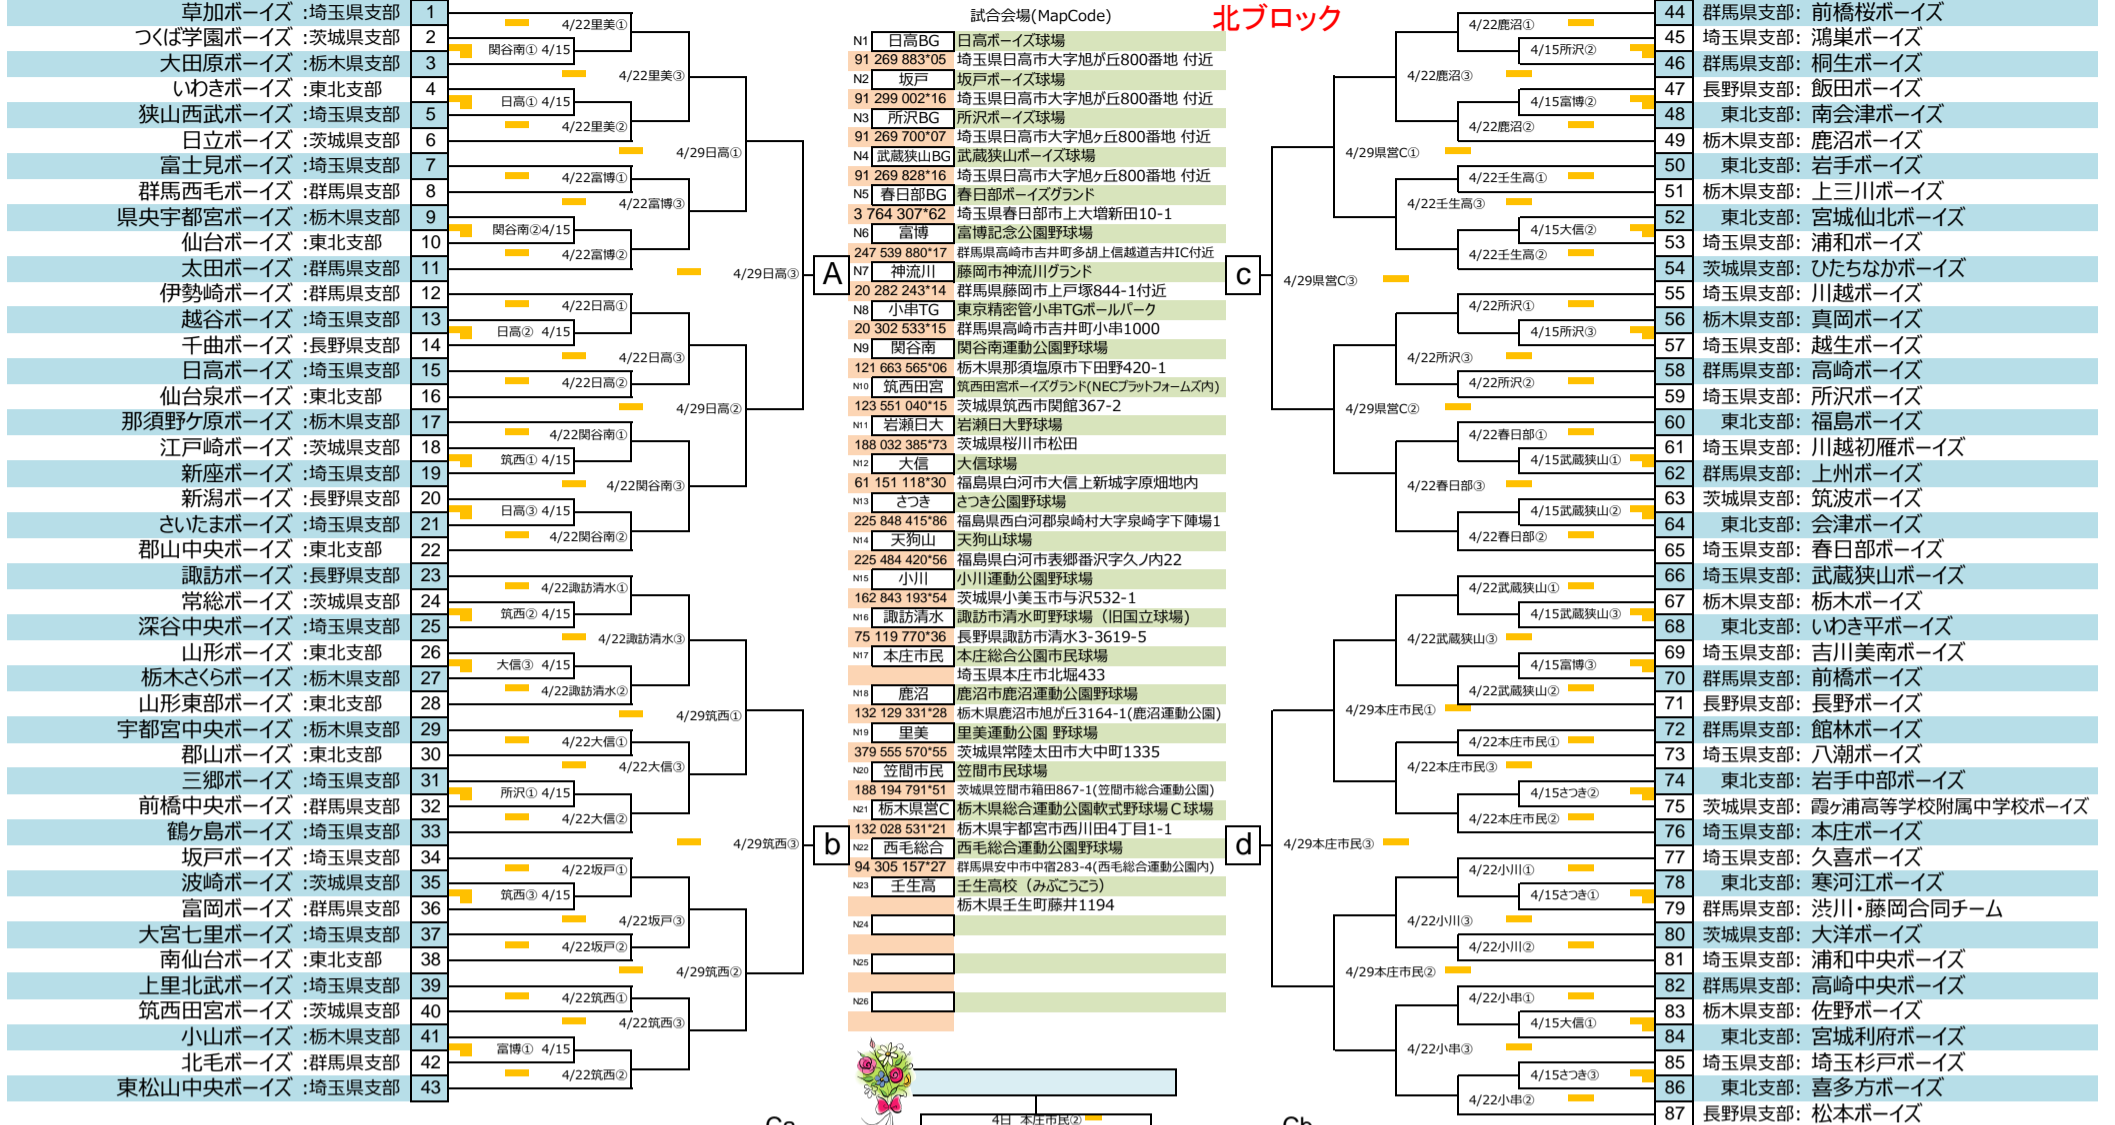 北ブロック
草加ボーイズ :埼玉県支部 1
つくば学園ボーイズ :茨城県支部 2
大田原ボーイズ :栃木県支部 3
いわきボーイズ :東北支部 4
狭山西武ボーイズ :埼玉県支部 5
日立ボーイズ :茨城県支部 6
富士見ボーイズ :埼玉県支部 7
群馬西毛ボーイズ :群馬県支部 8
県央宇都宮ボーイズ :栃木県支部 9
仙台ボーイズ :東北支部 10
太田ボーイズ :群馬県支部 11
伊勢崎ボーイズ :群馬県支部 12
越谷ボーイズ :埼玉県支部 13
千曲ボーイズ :長野県支部 14
日高ボーイズ :埼玉県支部 15
仙台泉ボーイズ :東北支部 16
那須野ケ原ボーイズ :栃木県支部 17
江戸崎ボーイズ :茨城県支部 18
新座ボーイズ :埼玉県支部 19
新潟ボーイズ :長野県支部 20
さいたまボーイズ :埼玉県支部 21
郡山中央ボーイズ :東北支部 22
諏訪ボーイズ :長野県支部 23
常総ボーイズ :茨城県支部 24
深谷中央ボーイズ :埼玉県支部 25
山形ボーイズ :東北支部 26
栃木さくらボーイズ :栃木県支部 27
山形東部ボーイズ :東北支部 28
宇都宮中央ボーイズ :栃木県支部 29
郡山ボーイズ :東北支部 30
三郷ボーイズ :埼玉県支部 31
前橋中央ボーイズ :群馬県支部 32
鶴ヶ島ボーイズ :埼玉県支部 33
坂戸ボーイズ :埼玉県支部 34
波崎ボーイズ :茨城県支部 35
富岡ボーイズ :群馬県支部 36
大宮七里ボーイズ :埼玉県支部 37
南仙台ボーイズ :東北支部 38
上里北武ボーイズ :埼玉県支部 39
筑西田宮ボーイズ :茨城県支部 40
小山ボーイズ :栃木県支部 41
北毛ボーイズ :群馬県支部 42
東松山中央ボーイズ :埼玉県支部 43
4/22里美①
関谷南① 4/15
4/22里美③
日高① 4/15
4/22里美②
4/29日高①
4/22富博①
4/22富博③
関谷南②4/15
4/22富博②
4/29日高③
4/22日高①
日高② 4/15
4/22日高③
4/22日高②
4/29日高②
4/22関谷南①
筑西① 4/15
4/22関谷南③
日高③ 4/15
4/22関谷南②
4/22諏訪清水①
筑西② 4/15
4/22諏訪清水③
大信③ 4/15
4/22諏訪清水②
4/29筑西①
4/22大信①
4/22大信③
所沢① 4/15
4/22大信②
4/29筑西③
4/22坂戸①
筑西③ 4/15
4/22坂戸③
4/22坂戸②
4/29筑西②
4/22筑西①
4/22筑西③
富博① 4/15
4/22筑西②
A
b
試合会場(MapCode)
N1 日高BG 日高ボーイズ球場
91 269 883*05 埼玉県日高市大字旭が丘800番地 付近
N2 坂戸 坂戸ボーイズ球場
91 299 002*16 埼玉県日高市大字旭が丘800番地 付近
N3 所沢BG 所沢ボーイズ球場
91 269 700*07 埼玉県日高市大字旭ヶ丘800番地 付近
N4 武蔵狭山BG 武蔵狭山ボーイズ球場
91 269 828*16 埼玉県日高市大字旭ヶ丘800番地 付近
N5 春日部BG 春日部ボーイズグランド
3 764 307*62 埼玉県春日部市上大増新田10-1
N6 富博 富博記念公園野球場
247 539 880*17 群馬県高崎市吉井町多胡上信越道吉井IC付近
N7 神流川 藤岡市神流川グランド
20 282 243*14 群馬県藤岡市上戸塚844-1付近
N8 小串TG 東京精密管小串TGボールパーク
20 302 533*15 群馬県高崎市吉井町小串1000
N9 関谷南 関谷南運動公園野球場
121 663 565*06 栃木県那須塩原市下田野420-1
N10 筑西田宮 筑西田宮ボーイズグランド(NECプラットフォームズ内)
123 551 040*15 茨城県筑西市関館367-2
N11 岩瀬日大 岩瀬日大野球場
188 032 385*73 茨城県桜川市松田
N12 大信 大信球場
61 151 118*30 福島県白河市大信上新城字原畑地内
N13 さつき さつき公園野球場
225 848 415*86 福島県西白河郡泉崎村大字泉崎字下陣場1
N14 天狗山 天狗山球場
225 484 420*56 福島県白河市表郷番沢字久ノ内22
N15 小川 小川運動公園野球場
162 843 193*54 茨城県小美玉市与沢532-1
N16 諏訪清水 諏訪市清水町野球場（旧国立球場)
75 119 770*36 長野県諏訪市清水3-3619-5
N17 本庄市民 本庄総合公園市民球場
埼玉県本庄市北堀433
N18 鹿沼 鹿沼市鹿沼運動公園野球場
132 129 331*28 栃木県鹿沼市旭が丘3164-1(鹿沼運動公園)
N19 里美 里美運動公園 野球場
379 555 570*55 茨城県常陸太田市大中町1335
N20 笠間市民 笠間市民球場
188 194 791*51 茨城県笠間市箱田867-1(笠間市総合運動公園)
N21 栃木県営C 栃木県総合運動公園軟式野球場Ｃ球場
132 028 531*21 栃木県宇都宮市西川田4丁目1-1
N22 西毛総合 西毛総合運動公園野球場
94 305 157*27 群馬県安中市中宿283-4(西毛総合運動公園内)
N23 壬生高 壬生高校（みぶこうこう）
栃木県壬生町藤井1194
N24
N25
N26
4日 本庄市民②
c
d
4/22鹿沼①
4/15所沢②
4/22鹿沼③
4/15富博②
4/22鹿沼②
4/29県営C①
4/22壬生高①
4/22壬生高③
4/15大信②
4/22壬生高②
4/29県営C③
4/22所沢①
4/15所沢③
4/22所沢③
4/22所沢②
4/29県営C②
4/22春日部①
4/15武蔵狭山①
4/22春日部③
4/15武蔵狭山②
4/22春日部②
4/22武蔵狭山①
4/15武蔵狭山③
4/22武蔵狭山③
4/15富博③
4/22武蔵狭山②
4/29本庄市民①
4/22本庄市民①
4/22本庄市民③
4/15さつき②
4/22本庄市民②
4/29本庄市民③
4/22小川①
4/15さつき①
4/22小川③
4/22小川②
4/29本庄市民②
4/22小串①
4/15大信①
4/22小串③
4/15さつき③
4/22小串②
44 群馬県支部: 前橋桜ボーイズ
45 埼玉県支部: 鴻巣ボーイズ
46 群馬県支部: 桐生ボーイズ
47 長野県支部: 飯田ボーイズ
48 東北支部: 南会津ボーイズ
49 栃木県支部: 鹿沼ボーイズ
50 東北支部: 岩手ボーイズ
51 栃木県支部: 上三川ボーイズ
52 東北支部: 宮城仙北ボーイズ
53 埼玉県支部: 浦和ボーイズ
54 茨城県支部: ひたちなかボーイズ
55 埼玉県支部: 川越ボーイズ
56 栃木県支部: 真岡ボーイズ
57 埼玉県支部: 越生ボーイズ
58 群馬県支部: 高崎ボーイズ
59 埼玉県支部: 所沢ボーイズ
60 東北支部: 福島ボーイズ
61 埼玉県支部: 川越初雁ボーイズ
62 群馬県支部: 上州ボーイズ
63 茨城県支部: 筑波ボーイズ
64 東北支部: 会津ボーイズ
65 埼玉県支部: 春日部ボーイズ
66 埼玉県支部: 武蔵狭山ボーイズ
67 栃木県支部: 栃木ボーイズ
68 東北支部: いわき平ボーイズ
69 埼玉県支部: 吉川美南ボーイズ
70 群馬県支部: 前橋ボーイズ
71 長野県支部: 長野ボーイズ
72 群馬県支部: 館林ボーイズ
73 埼玉県支部: 八潮ボーイズ
74 東北支部: 岩手中部ボーイズ
75 茨城県支部: 霞ヶ浦高等学校附属中学校ボーイズ
76 埼玉県支部: 本庄ボーイズ
77 埼玉県支部: 久喜ボーイズ
78 東北支部: 寒河江ボーイズ
79 群馬県支部: 渋川・藤岡合同チーム
80 茨城県支部: 大洋ボーイズ
81 埼玉県支部: 浦和中央ボーイズ
82 群馬県支部: 高崎中央ボーイズ
83 栃木県支部: 佐野ボーイズ
84 東北支部: 宮城利府ボーイズ
85 埼玉県支部: 埼玉杉戸ボーイズ
86 東北支部: 喜多方ボーイズ
87 長野県支部: 松本ボーイズ